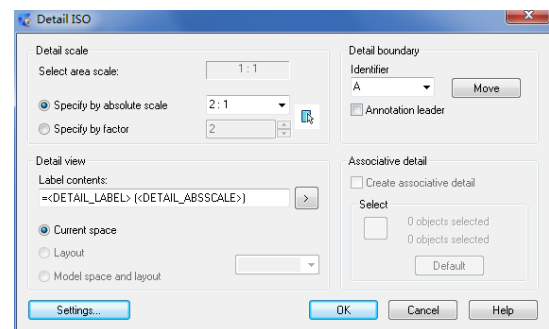 Detail ISO
Detail scale
Select area scale:
1 : 1
Specify by absolute scale
2 : 1
Specify by factor
2
Detail boundary
Identifier
A
Move
Annotation leader
Detail view
Label contents:
=<DETAIL_LABEL> (<DETAIL_ABSSCALE>)
>
Current space
Layout
Model space and layout
Associative detail
Create associative detail
Select
0 objects selected
0 objects selected
Default
Settings...
OK
Cancel
Help